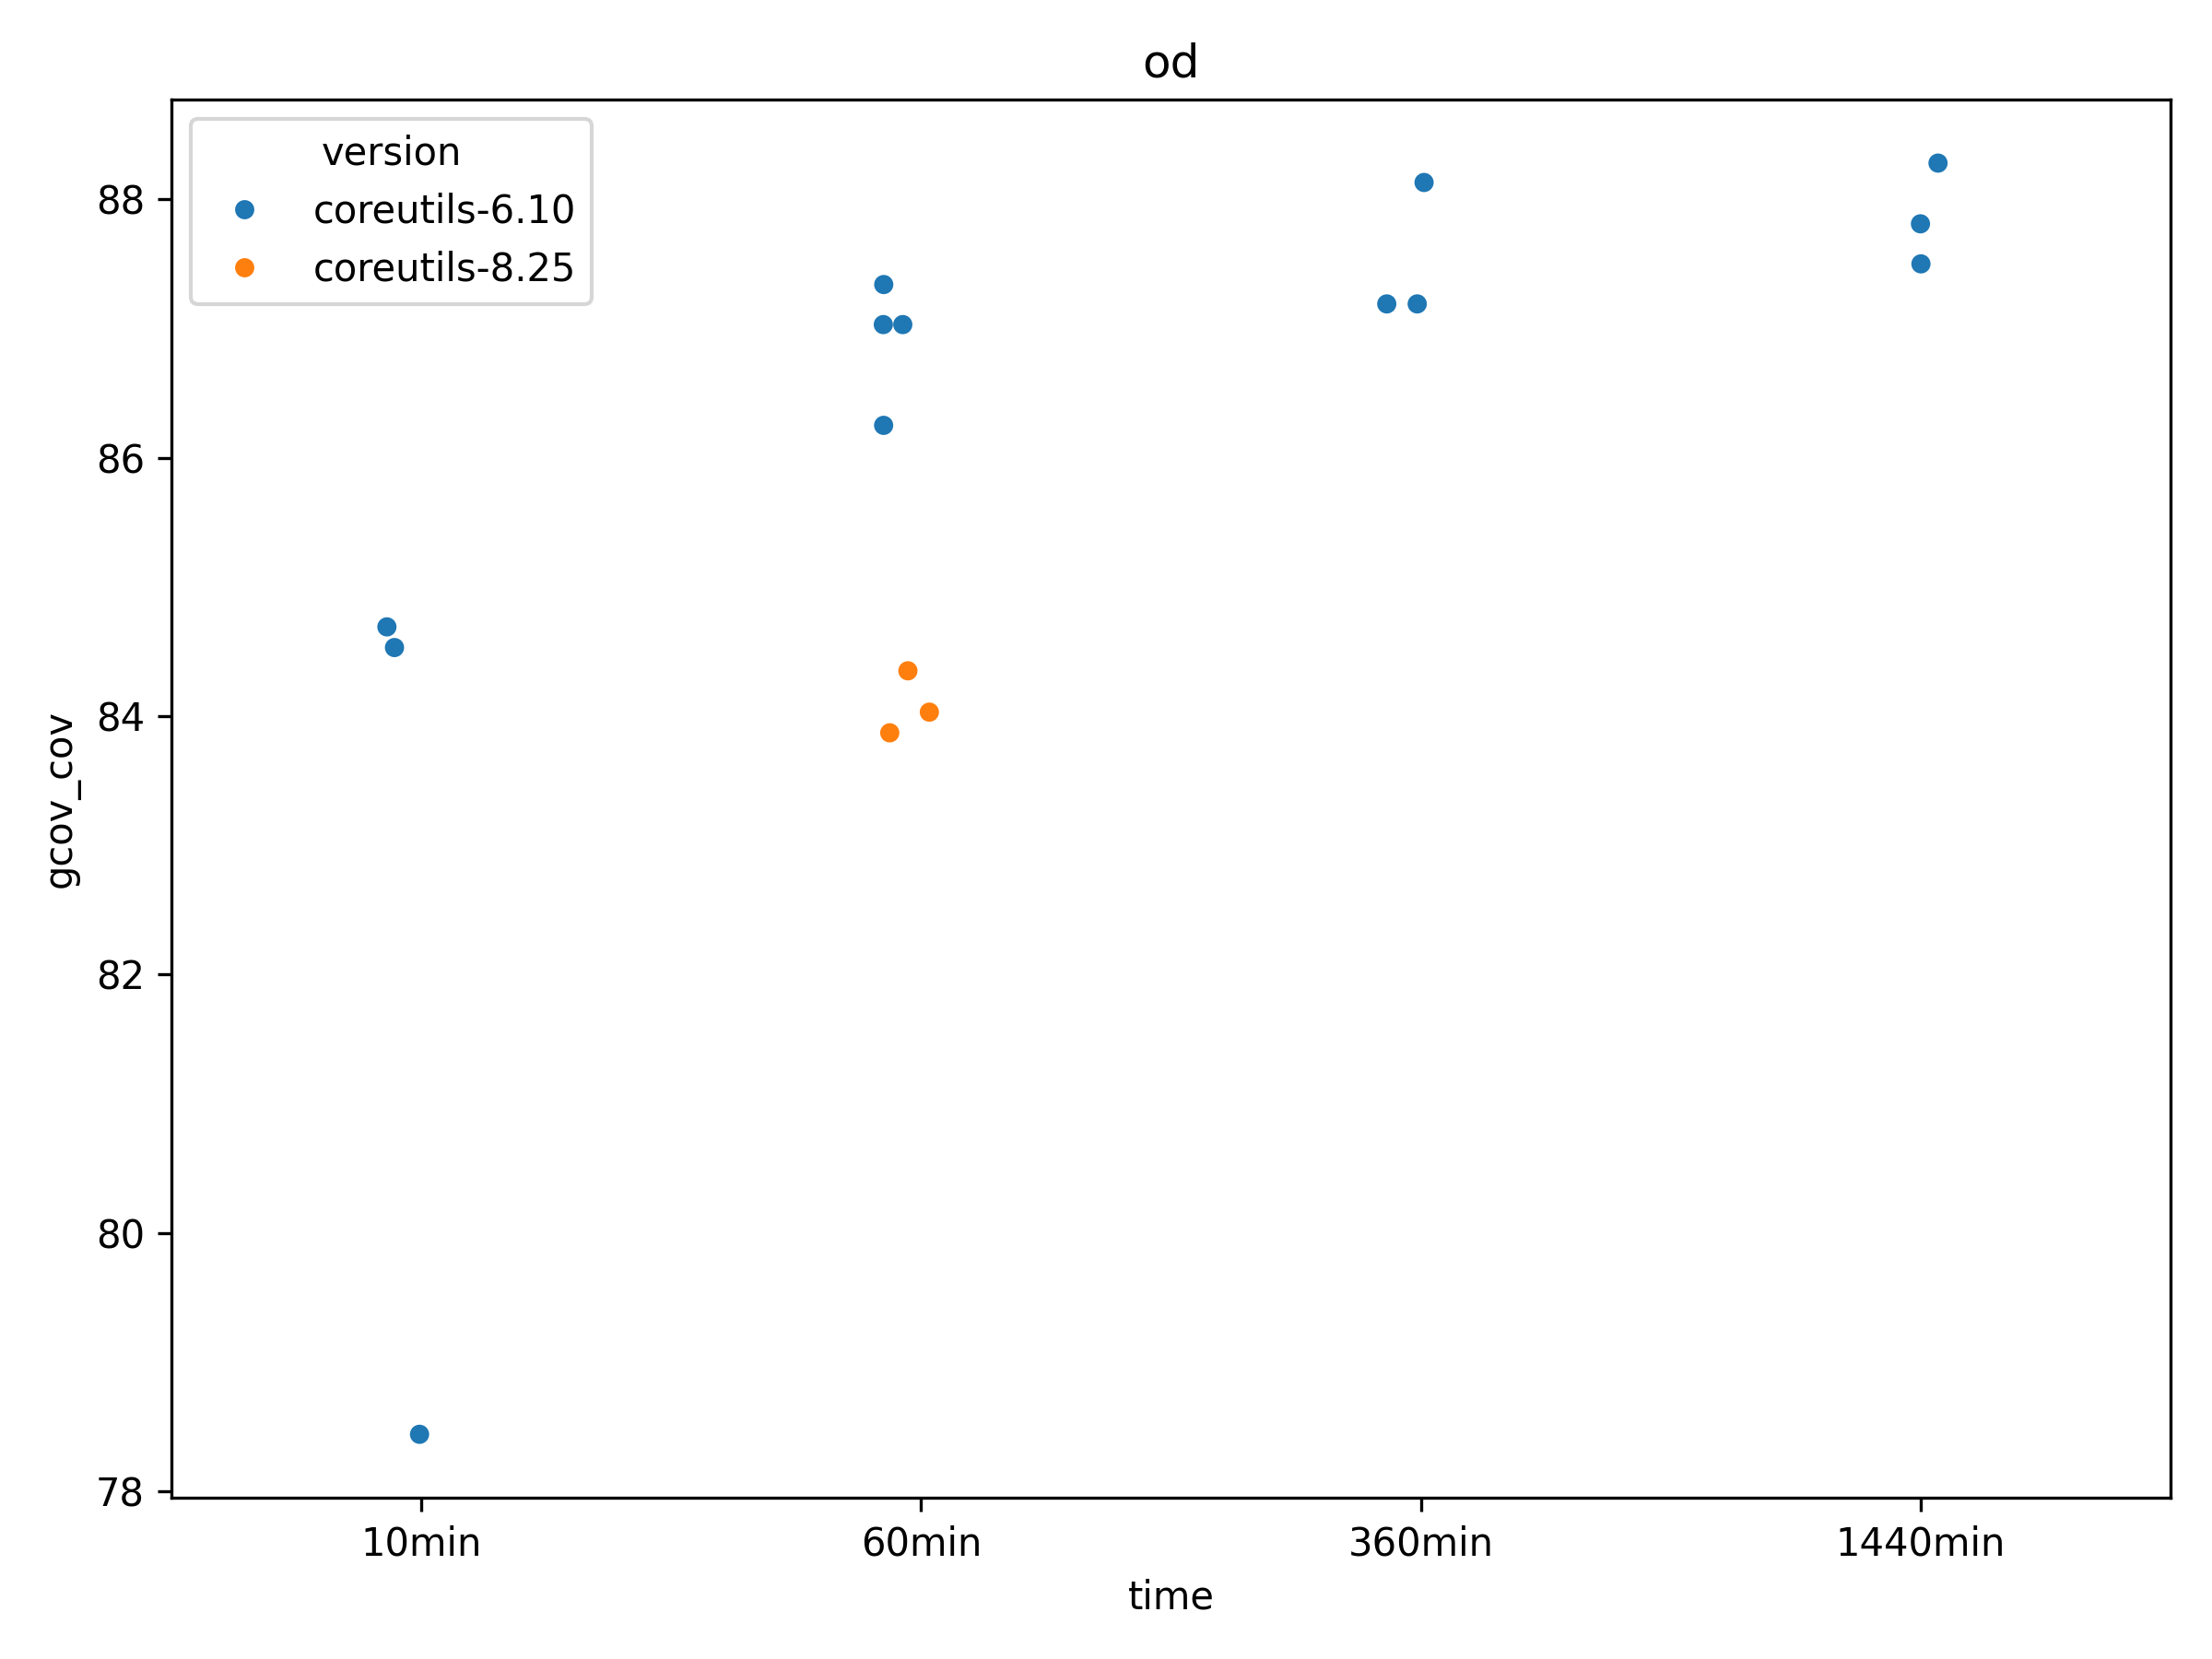 od
version
coreutils-6.10
coreutils-8.25
88
86
84
82
80
78
gcov_cov
10min
60min
360min
1440min
time